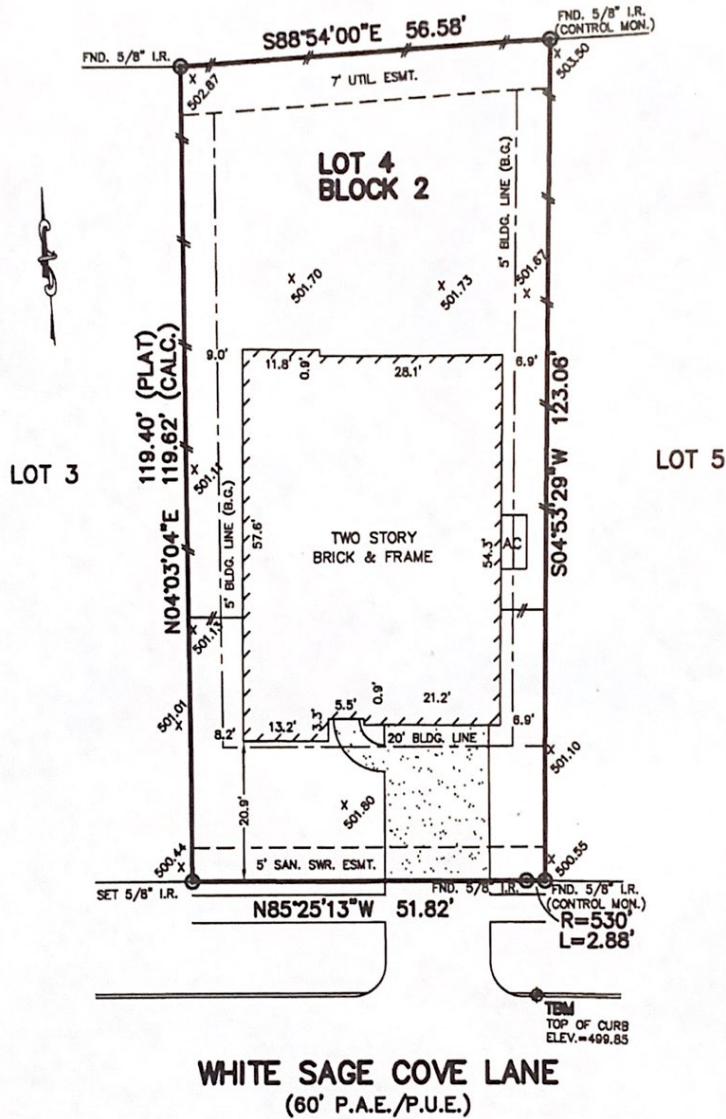 S88°54'00"E 56.58'
FND. 5/8" I.R.
(CONTROL MON.)
FND. 5/8" I.R.
503.50
502.87
7' UTIL ESMT.
LOT 4
BLOCK 2
5' BLDG. LINE (B.G.)
501.67
501.70
501.73
9.0'
11.8'
0.9'
28.1'
6.9'
N04°03'04"E 119.40' (PLAT)
119.62' (CALC.)
S04°53'29"W 123.06'
LOT 3
LOT 5
501.11
57.6'
5' BLDG. LINE (B.G.)
TWO STORY
BRICK & FRAME
54.3'
AC
501.13
501.01
8.2'
13.2'
3.3'
5.5'
0.9'
21.2'
6.9'
20' BLDG. LINE
501.10
20.9'
501.80
500.44
5' SAN. SWR. ESMT.
500.55
SET 5/8" I.R.
FND. 5/8" I.R.
FND. 5/8" I.R.
(CONTROL MON.)
N85°25'13"W 51.82'
R=530'
L=2.88'
TBM
TOP OF CURB
ELEV.=499.85
WHITE SAGE COVE LANE
(60' P.A.E./P.U.E.)